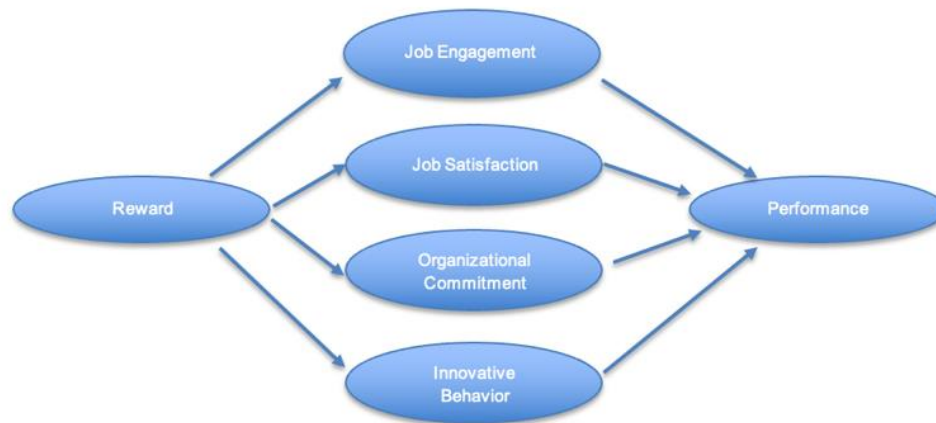 Job Engagement
Job Satisfaction
Reward
Performance
Organizational
Commitment
Innovative
Behavior